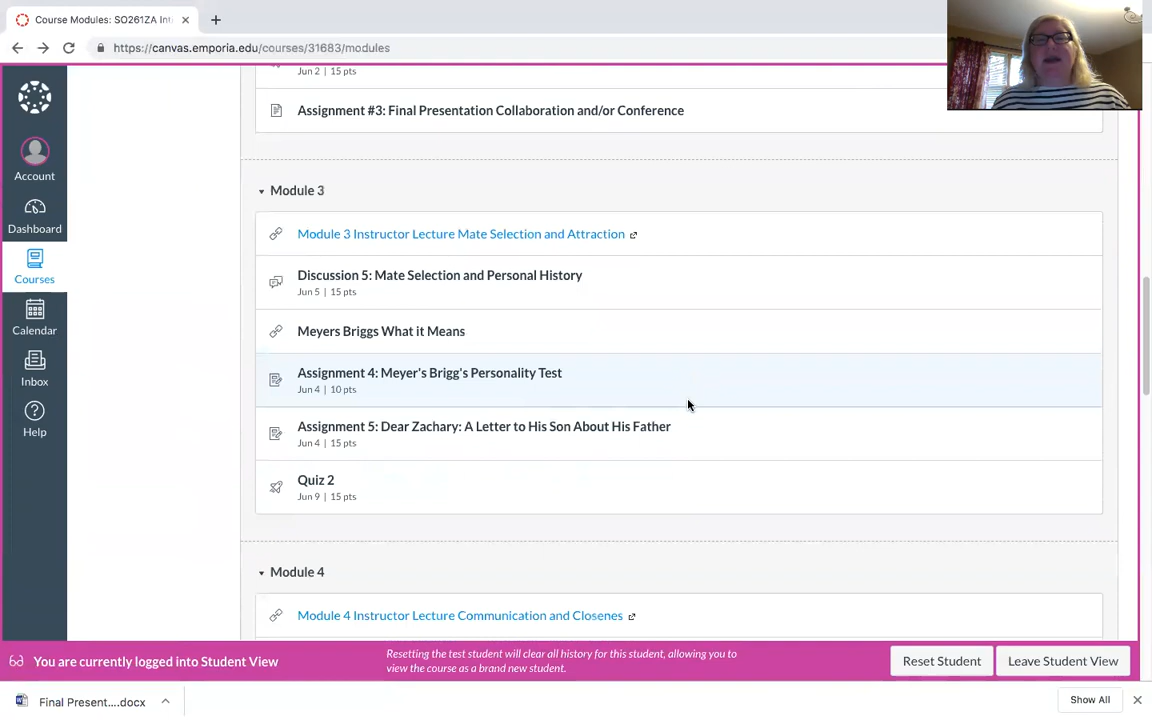 Course Modules: SO261ZA Int
https://canvas.emporia.edu/courses/31683/modules
Jun 2 | 15 pts
Assignment #3: Final Presentation Collaboration and/or Conference
Account
Dashboard
Courses
Calendar
Inbox
Help
Module 3
Module 3 Instructor Lecture Mate Selection and Attraction
Discussion 5: Mate Selection and Personal History
Jun 5 | 15 pts
Meyers Briggs What it Means
Assignment 4: Meyer's Brigg's Personality Test
Jun 4 | 10 pts
Assignment 5: Dear Zachary: A Letter to His Son About His Father
Jun 4 | 15 pts
Quiz 2
Jun 9 | 15 pts
Module 4
Module 4 Instructor Lecture Communication and Closenes
You are currently logged into Student View
Resetting the test student will clear all history for this student, allowing you to
view the course as a brand new student.
Reset Student
Leave Student View
Final Present....docx
Show All